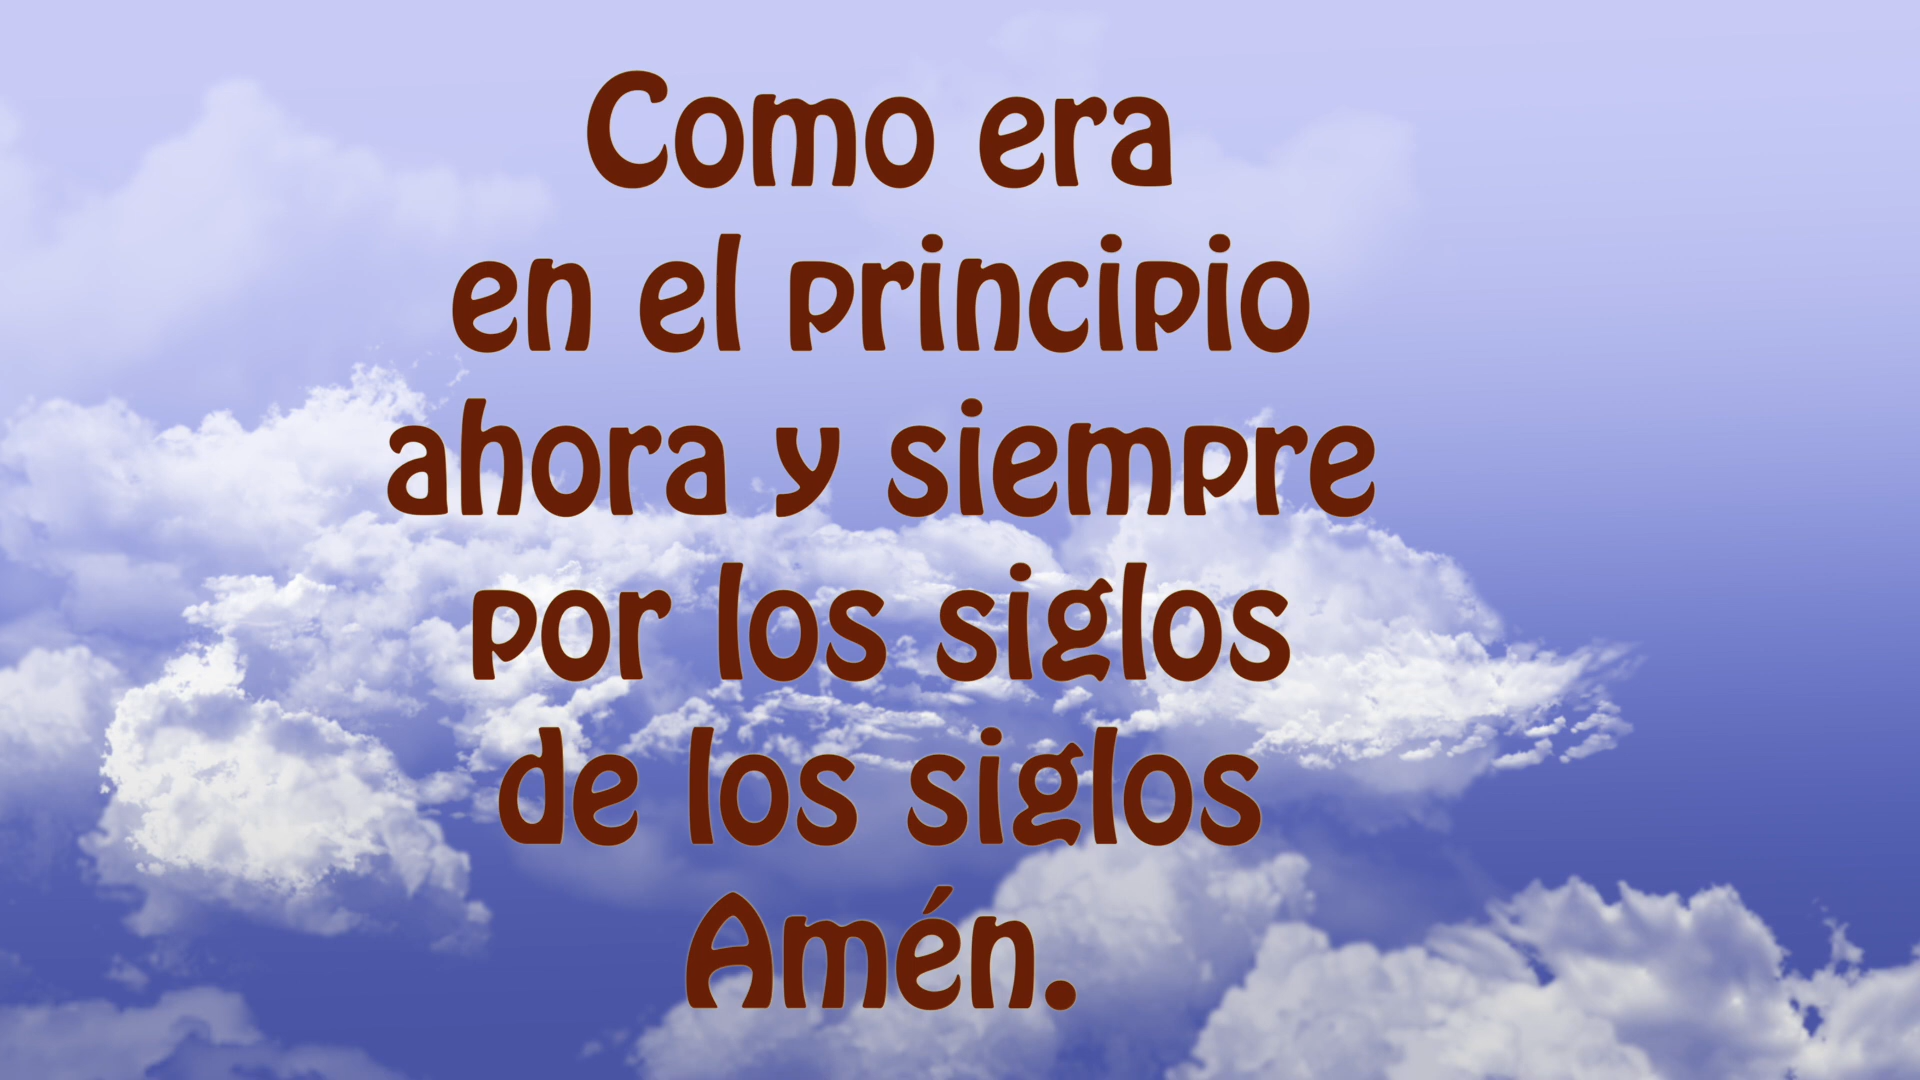 Como era
en el principio
ahora y siempre
por los siglos
de los siglos
Amén.